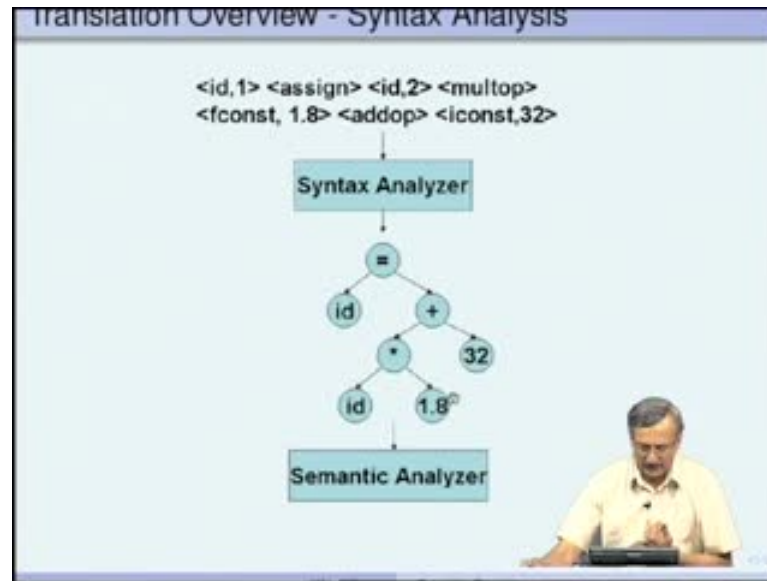 Translation Overview - Syntax Analysis
<id,1> <assign> <id,2> <multop>
<fconst, 1.8> <addop> <iconst,32>
Syntax Analyzer
=
id
+
*
32
id
1.8
Semantic Analyzer